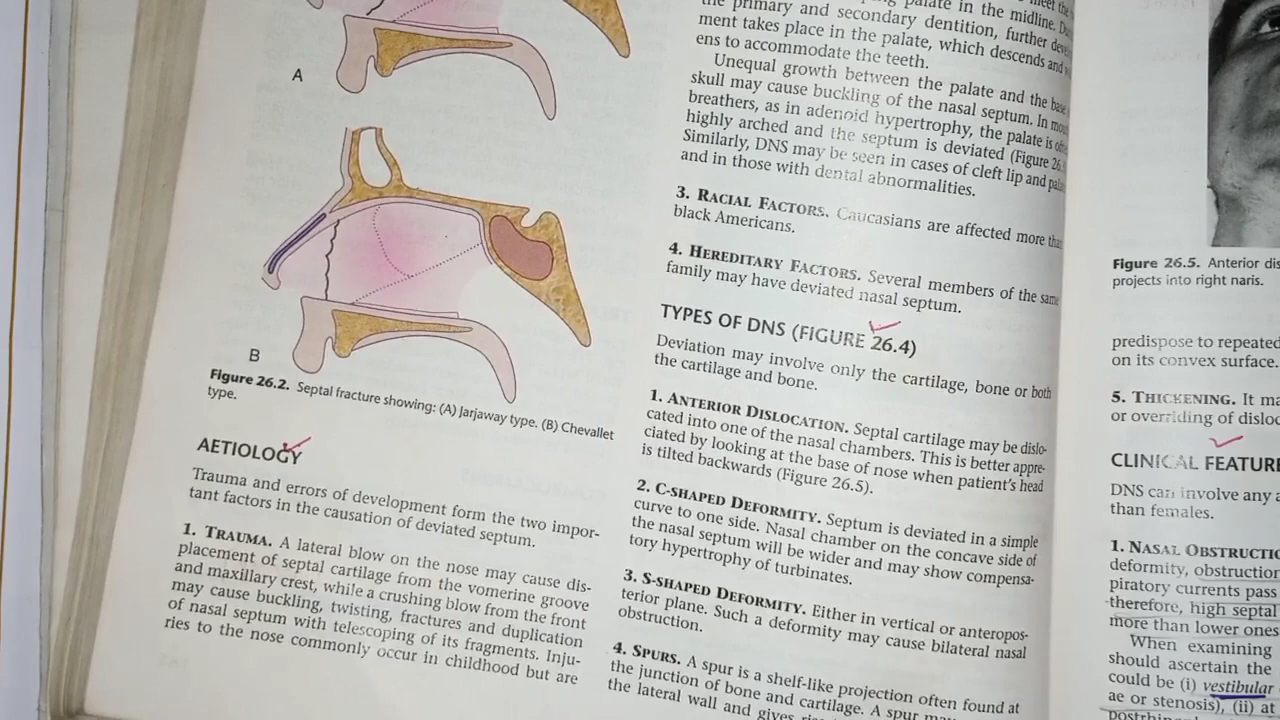 A
B
Figure 26.2. Septal fracture showing: (A) Jarjaway type. (B) Chevallet
type.
AETIOLOGY
Trauma and errors of development form the two impor-
tant factors in the causation of deviated septum.
1. TRAUMA. A lateral blow on the nose may cause dis-
placement of septal cartilage from the vomerine groove
and maxillary crest, while a crushing blow from the front
may cause buckling, twisting, fractures and duplication
of nasal septum with telescoping of its fragments. Inju-
ries to the nose commonly occur in childhood but are
palate in the midline.
the primary and secondary dentition, further
ment takes place in the palate, which descends and
ens to accommodate the teeth.
Unequal growth between the palate and the
skull may cause buckling of the nasal septum. In
breathers, as in adenoid hypertrophy, the palate is
highly arched and the septum is deviated (Figure 26.
Similarly, DNS may be seen in cases of cleft lip and
and in those with dental abnormalities.
3. RACIAL FACTORS. Caucasians are affected more
black Americans.
4. HEREDITARY FACTORS. Several members of the same
family may have deviated nasal septum.
TYPES OF DNS (FIGURE 26.4)
Deviation may involve only the cartilage, bone or both
the cartilage and bone.
1. ANTERIOR DISLOCATION. Septal cartilage may be dislo-
cated into one of the nasal chambers. This is better appre-
ciated by looking at the base of nose when patient's head
is tilted backwards (Figure 26.5).
2. C-SHAPED DEFORMITY. Septum is deviated in a simple
curve to one side. Nasal chamber on the concave side of
the nasal septum will be wider and may show compensa-
tory hypertrophy of turbinates.
3. S-SHAPED DEFORMITY. Either in vertical or anteropos-
terior plane. Such a deformity may cause bilateral nasal
obstruction.
4. SPURS. A spur is a shelf-like projection often found at
the junction of bone and cartilage. A spur may
the lateral wall and gives
Figure 26.5. Anterior dis
projects into right naris.
predispose to repeated
on its convex surface.
5. THICKENING. It ma
or overriding of disloc
CLINICAL FEATURE
DNS can involve any a
than females.
1. NASAL OBSTRUCTIO
deformity, obstruction
piratory currents pass
therefore, high septal
more than lower ones
When examining
should ascertain the
could be (i) vestibular
ae or stenosis), (ii) at